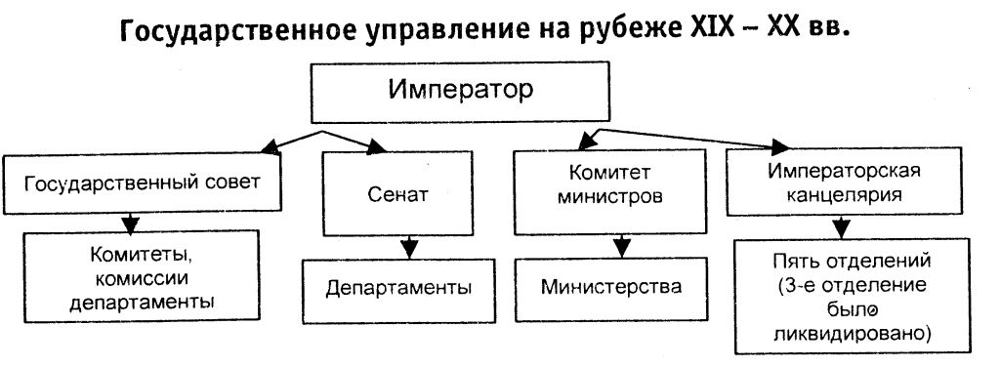 Государственное управление на рубеже XIX – XX вв.
Император
Государственный совет
Сенат
Комитет
министров
Императорская
канцелярия
Комитеты,
комиссии
департаменты
Департаменты
Министерства
Пять отделений
(3-е отделение
было
ликвидировано)